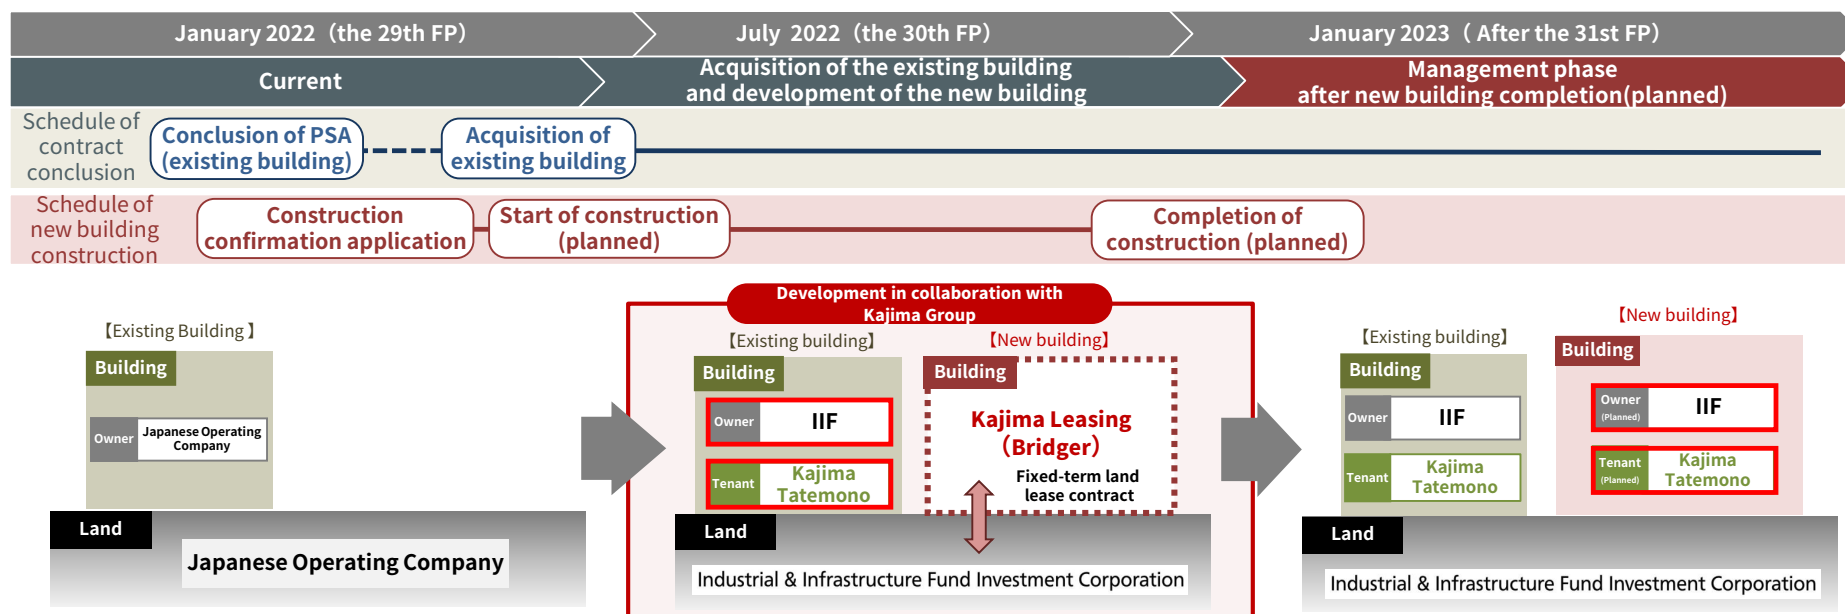 January 2022（the 29th FP）
July 2022（the 30th FP）
January 2023（ After the 31st FP）
Current
Acquisition of the existing building
and development of the new building
Management phase
after new building completion(planned)
Schedule of
contract
conclusion
Conclusion of PSA
(existing building)
Acquisition of
existing building
Schedule of
new building
construction
Construction
confirmation application
Start of construction
(planned)
Completion of
construction (planned)
Development in collaboration with
Kajima Group
【Existing Building 】
Building
Owner
Japanese Operating
Company
Land
Japanese Operating Company
【Existing building】
Building
Owner
IIF
Tenant
Kajima
Tatemono
【New building】
Building
Kajima Leasing
（Bridger）
Fixed-term land
lease contract
Land
Industrial & Infrastructure Fund Investment Corporation
【Existing building】
Building
Owner
IIF
Tenant
Kajima
Tatemono
【New building】
Building
Owner
(Planned)
IIF
Tenant
(Planned)
Kajima
Tatemono
Land
Industrial & Infrastructure Fund Investment Corporation